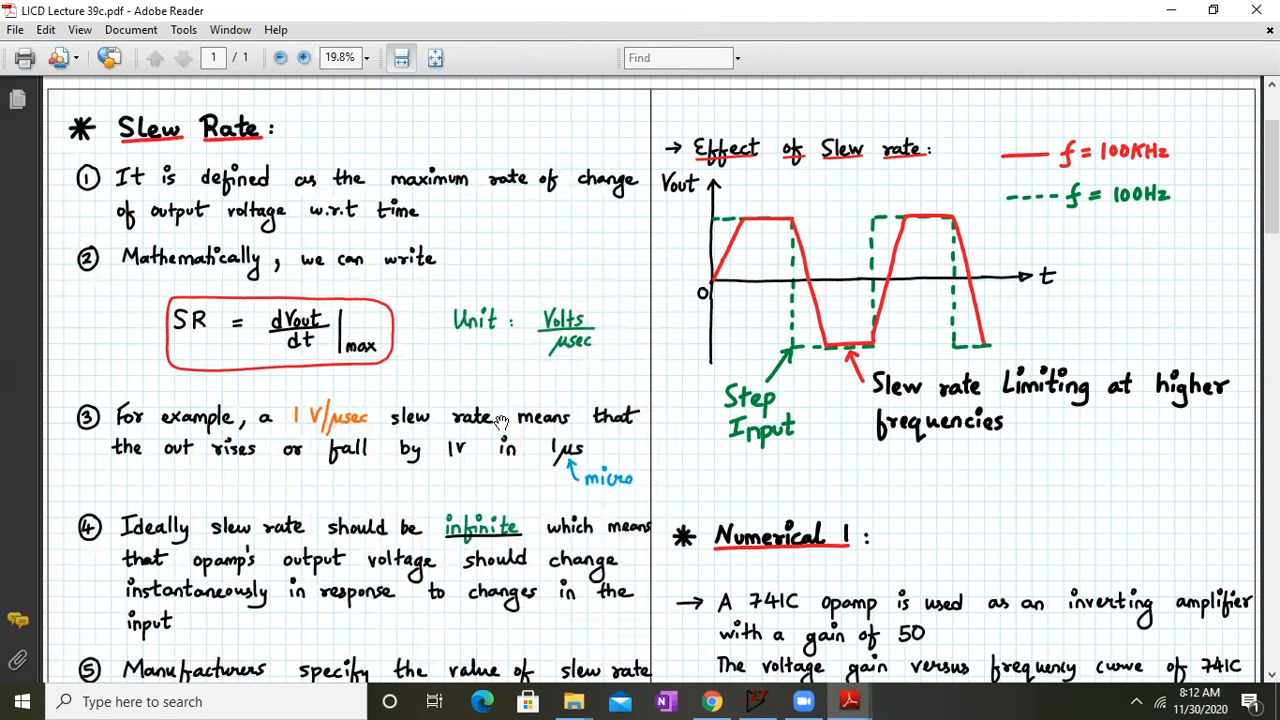 LICD Lecture 39c.pdf - Adobe Reader
File Edit View Document Tools Window Help
1 / 1 19.8% Find
* Slew Rate:
① It is defined as the maximum rate of change
of output voltage w.r.t time
② Mathematically, we can write
SR = dVout/dt |max
Unit : Volts/μsec
③ For example, a 1 V/μsec slew rate means that
the out rises or fall by 1V in 1μs
micro
④ Ideally slew rate should be infinite which means
that opamp's output voltage should change
instantaneously in response to changes in the
input
⑤ Manufacturers specify the value of slew rate
→ Effect of Slew rate:
f = 100KHz
f = 100Hz
Vout
0
t
Step
Input
Slew rate Limiting at higher
frequencies
* Numerical 1 :
→ A 741C opamp is used as an inverting amplifier
with a gain of 50
The voltage gain versus frequency curve of 741C
Type here to search
8:12 AM
11/30/2020
1